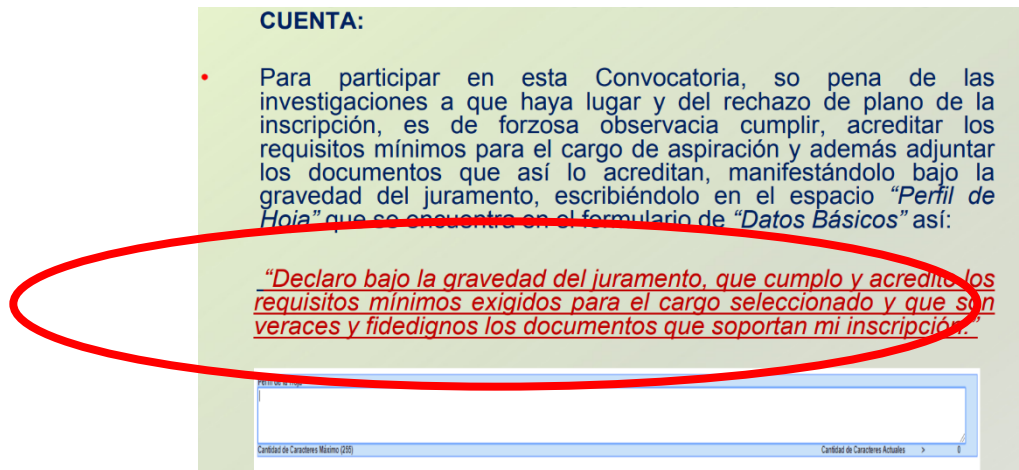 CUENTA:
• Para participar en esta Convocatoria, so pena de las
investigaciones a que haya lugar y del rechazo de plano de la
inscripción, es de forzosa observacia cumplir, acreditar los
requisitos mínimos para el cargo de aspiración y además adjuntar
los documentos que así lo acreditan, manifestándolo bajo la
gravedad del juramento, escribiéndolo en el espacio “Perfil de
Hoja” que se encuentra en el formulario de “Datos Básicos” así:
“Declaro bajo la gravedad del juramento, que cumplo y acredito los
requisitos mínimos exigidos para el cargo seleccionado y que son
veraces y fidedignos los documentos que soportan mi inscripción.”
Perfil de la Hoja
Cantidad de Caracteres Máximo (255) Cantidad de Caracteres Actuales > 0